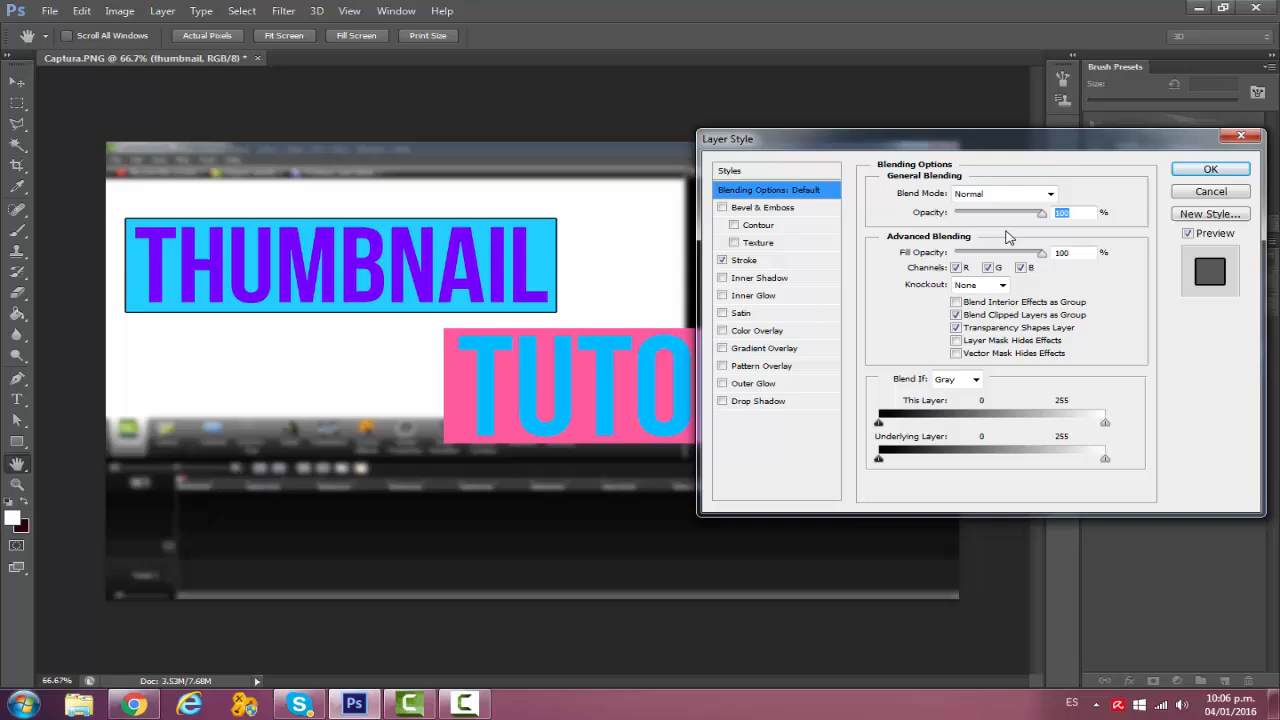 Ps File Edit Image Layer Type Select Filter 3D View Window Help
Scroll All Windows Actual Pixels Fit Screen Fill Screen Print Size 3D
Captura.PNG @ 66.7% (thumbnail, RGB/8) *
Brush Presets
Size:
Layer Style
Styles
Blending Options: Default
Bevel & Emboss
Contour
Texture
Stroke
Inner Shadow
Inner Glow
Satin
Color Overlay
Gradient Overlay
Pattern Overlay
Outer Glow
Drop Shadow
Blending Options
General Blending
Blend Mode: Normal
Opacity: 100 %
Advanced Blending
Fill Opacity: 100 %
Channels: R G B
Knockout: None
Blend Interior Effects as Group
Blend Clipped Layers as Group
Transparency Shapes Layer
Layer Mask Hides Effects
Vector Mask Hides Effects
Blend If: Gray
This Layer: 0 255
Underlying Layer: 0 255
OK
Cancel
New Style...
Preview
THUMBNAIL
TUTO
66.67% Doc: 3.53M/7.68M
ES
10:06 p.m.
04/01/2016